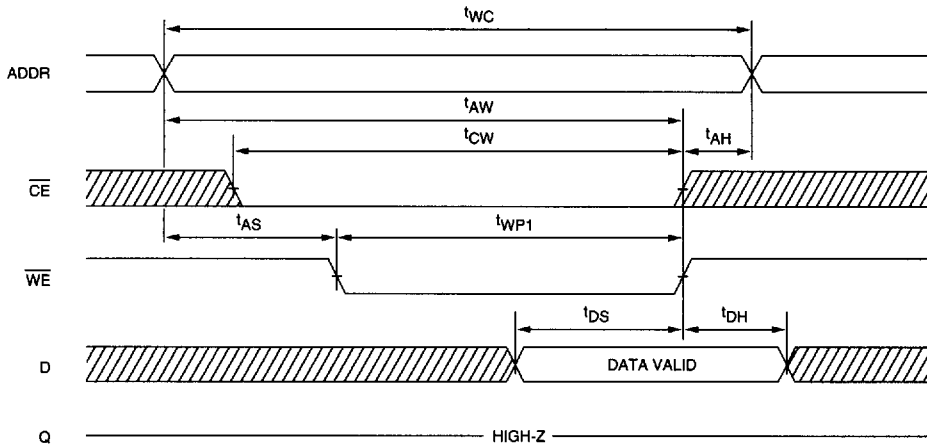 tWC
ADDR
tAW
tCW
tAH
CE
tAS
tWP1
WE
tDS
tDH
D
DATA VALID
Q
HIGH-Z